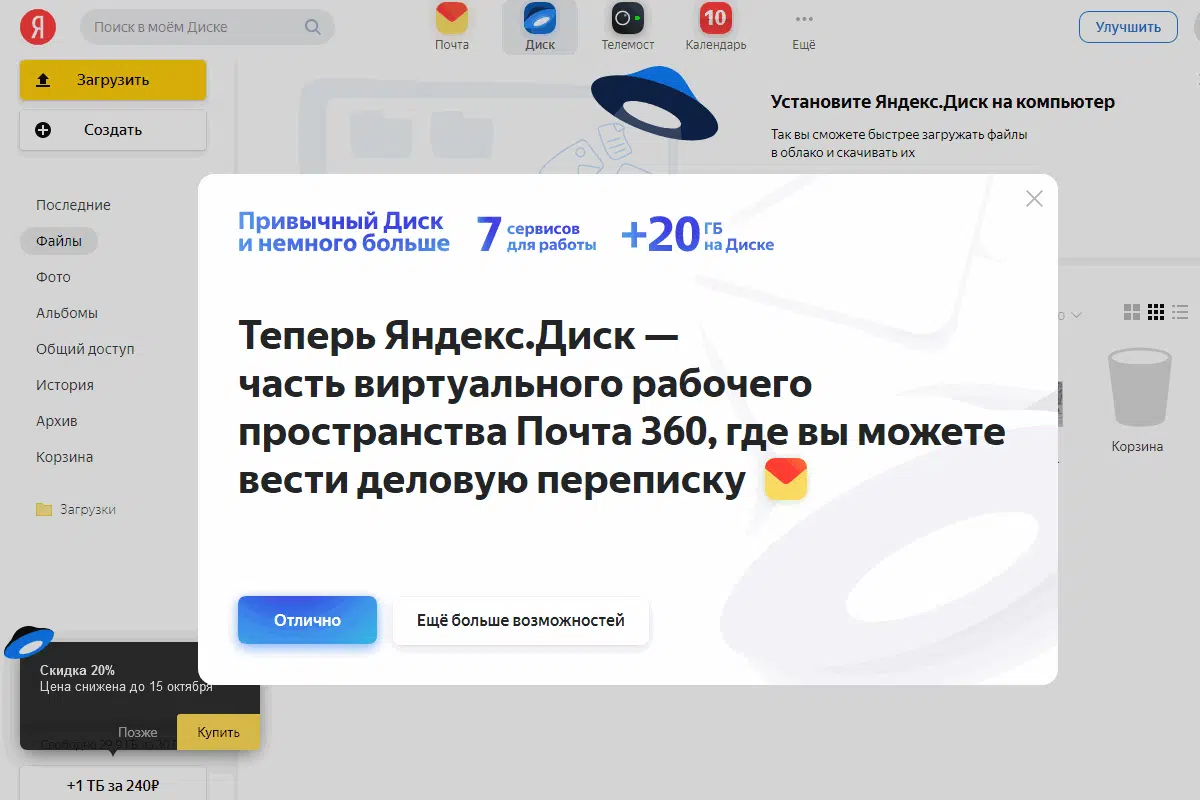 Я
Поиск в моём Диске
Почта
Диск
Телемост
10
Календарь
Ещё
Улучшить
Загрузить
Создать
Установите Яндекс.Диск на компьютер
Так вы сможете быстрее загружать файлы
в облако и скачивать их
Последние
Файлы
Фото
Альбомы
Общий доступ
История
Архив
Корзина
Загрузки
Привычный Диск
и немного больше
7 сервисов
для работы
+20 ГБ
на Диске
Теперь Яндекс.Диск —
часть виртуального рабочего
пространства Почта 360, где вы можете
вести деловую переписку
Отлично
Ещё больше возможностей
Корзина
Скидка 20%
Цена снижена до 15 октября
Позже
Купить
+1 ТБ за 240₽